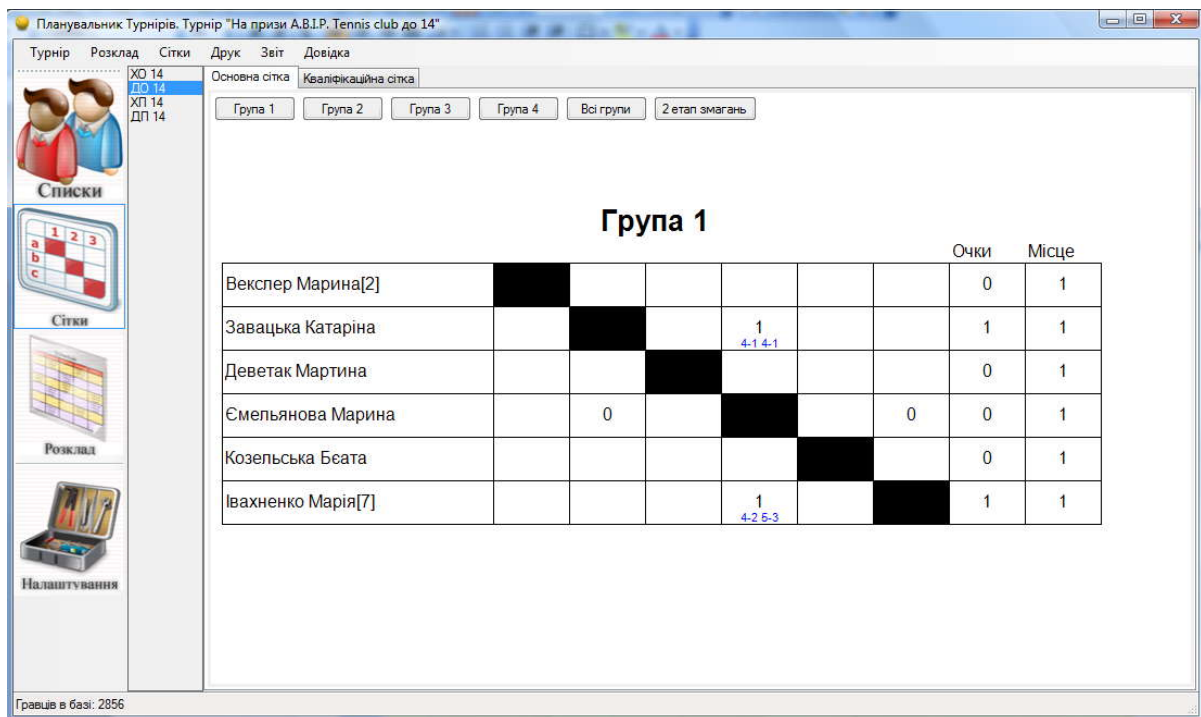 Планувальник Турнірів. Турнір "На призи A.B.I.P. Tennis club до 14"
Турнір Розклад Сітки Друк Звіт Довідка
ХО 14
ДО 14
ХП 14
ДП 14
Основна сітка Кваліфікаційна сітка
Група 1 Група 2 Група 3 Група 4 Всі групи 2 етап змагань
Списки
1 2 3
a
b
c
Сітки
Розклад
Налаштування
Група 1
Очки Місце
Векслер Марина[2] 0 1
Завацька Катаріна 1 1 1
4-1 4-1
Деветак Мартина 0 1
Ємельянова Марина 0 0 0 1
Козельська Бєата 0 1
Івахненко Марія[7] 1 1 1
4-2 5-3
Гравців в базі: 2856